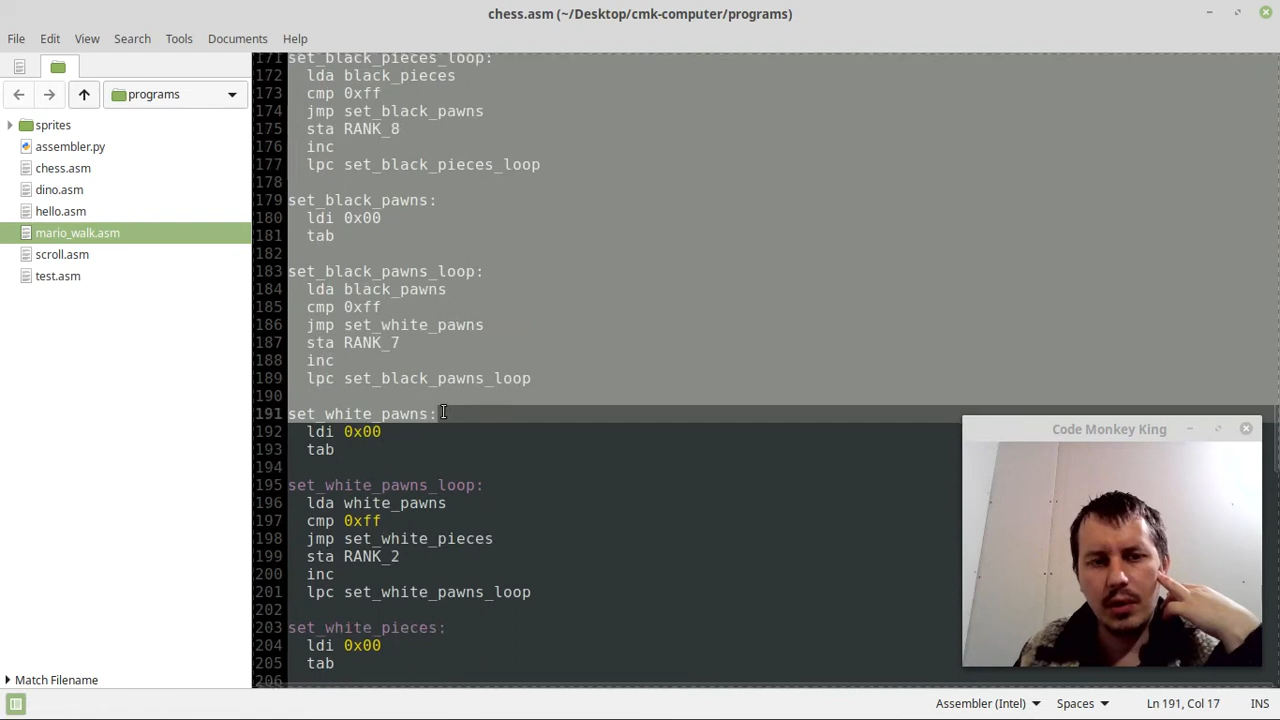 chess.asm (~/Desktop/cmk-computer/programs)
File Edit View Search Tools Documents Help
programs
sprites
assembler.py
chess.asm
dino.asm
hello.asm
mario_walk.asm
scroll.asm
test.asm
Match Filename
171 set_black_pieces_loop:
172 lda black_pieces
173 cmp 0xff
174 jmp set_black_pawns
175 sta RANK_8
176 inc
177 lpc set_black_pieces_loop
178
179 set_black_pawns:
180 ldi 0x00
181 tab
182
183 set_black_pawns_loop:
184 lda black_pawns
185 cmp 0xff
186 jmp set_white_pawns
187 sta RANK_7
188 inc
189 lpc set_black_pawns_loop
190
191 set_white_pawns:
192 ldi 0x00
193 tab
194
195 set_white_pawns_loop:
196 lda white_pawns
197 cmp 0xff
198 jmp set_white_pieces
199 sta RANK_2
200 inc
201 lpc set_white_pawns_loop
202
203 set_white_pieces:
204 ldi 0x00
205 tab
206
Code Monkey King
Assembler (Intel) Spaces Ln 191, Col 17 INS